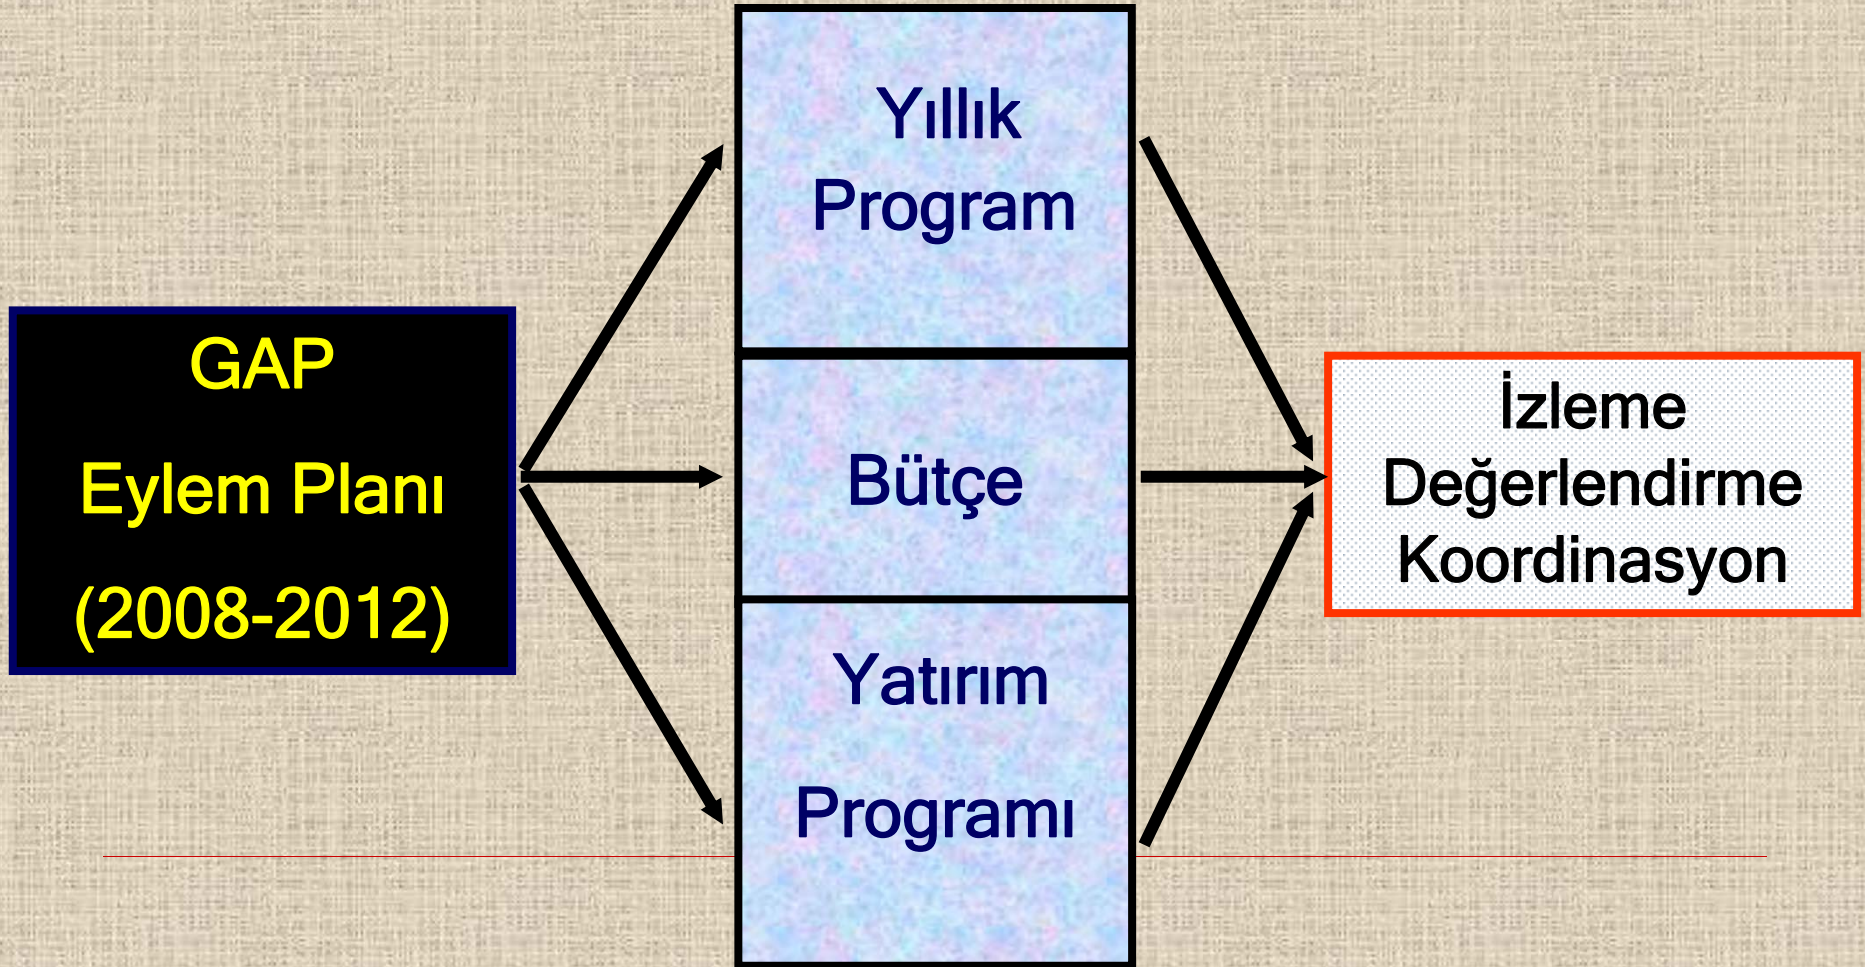 GAP
Eylem Planı
(2008-2012)
Yıllık
Program
Bütçe
Yatırım
Programı
İzleme
Değerlendirme
Koordinasyon